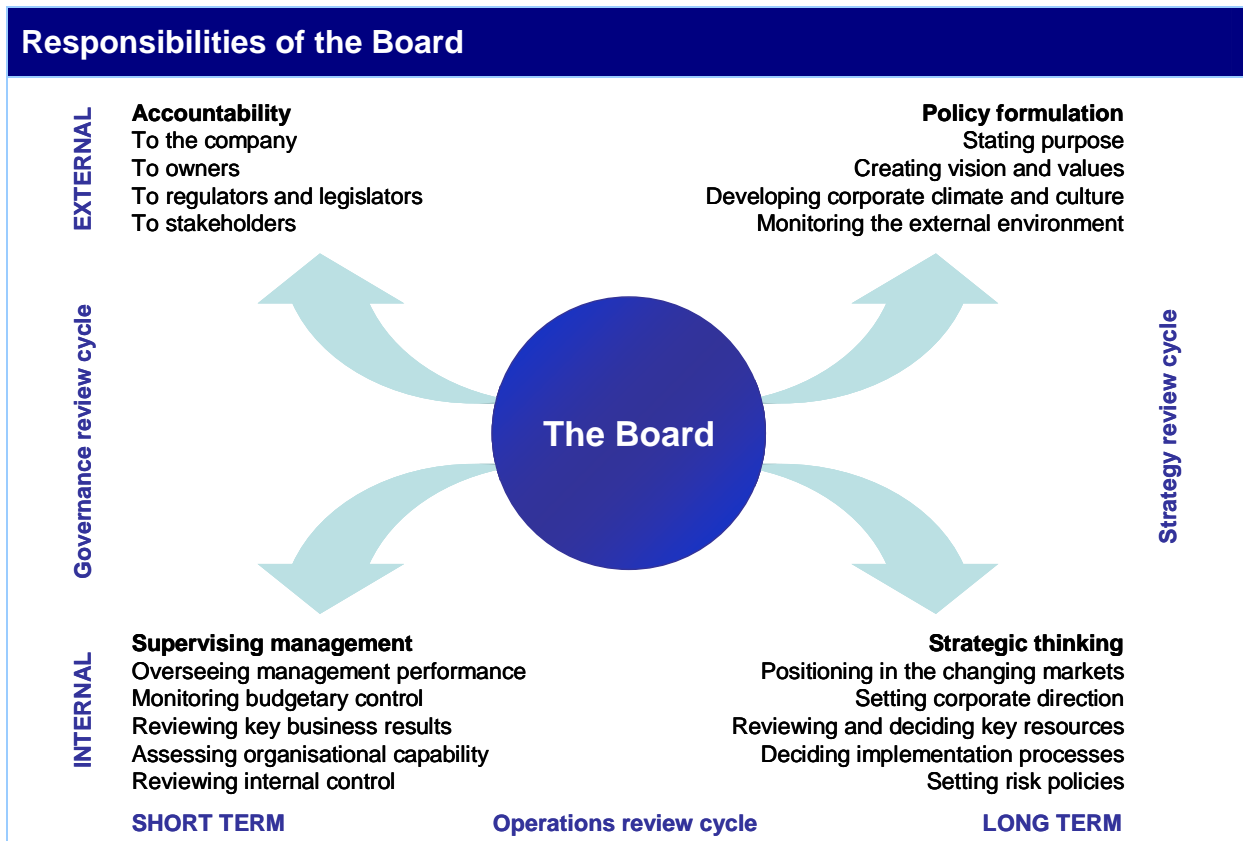 Responsibilities of the Board
EXTERNAL
Accountability
To the company
To owners
To regulators and legislators
To stakeholders
Policy formulation
Stating purpose
Creating vision and values
Developing corporate climate and culture
Monitoring the external environment
Governance review cycle
The Board
Strategy review cycle
INTERNAL
Supervising management
Overseeing management performance
Monitoring budgetary control
Reviewing key business results
Assessing organisational capability
Reviewing internal control
Strategic thinking
Positioning in the changing markets
Setting corporate direction
Reviewing and deciding key resources
Deciding implementation processes
Setting risk policies
SHORT TERM
Operations review cycle
LONG TERM